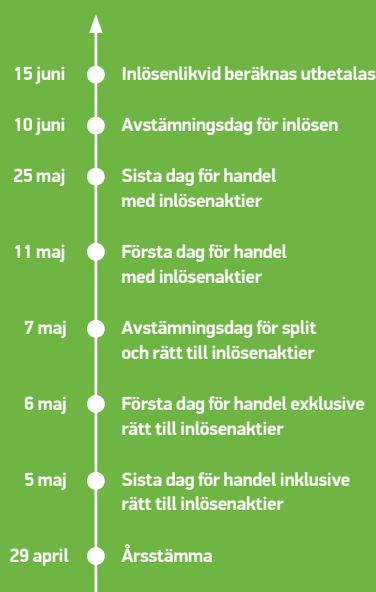 15 juni Inlösenlikvid beräknas utbetalas
10 juni Avstämningsdag för inlösen
25 maj Sista dag för handel
med inlösenaktier
11 maj Första dag för handel
med inlösenaktier
7 maj Avstämningsdag för split
och rätt till inlösenaktier
6 maj Första dag för handel exklusive
rätt till inlösenaktier
5 maj Sista dag för handel inklusive
rätt till inlösenaktier
29 april Årsstämma